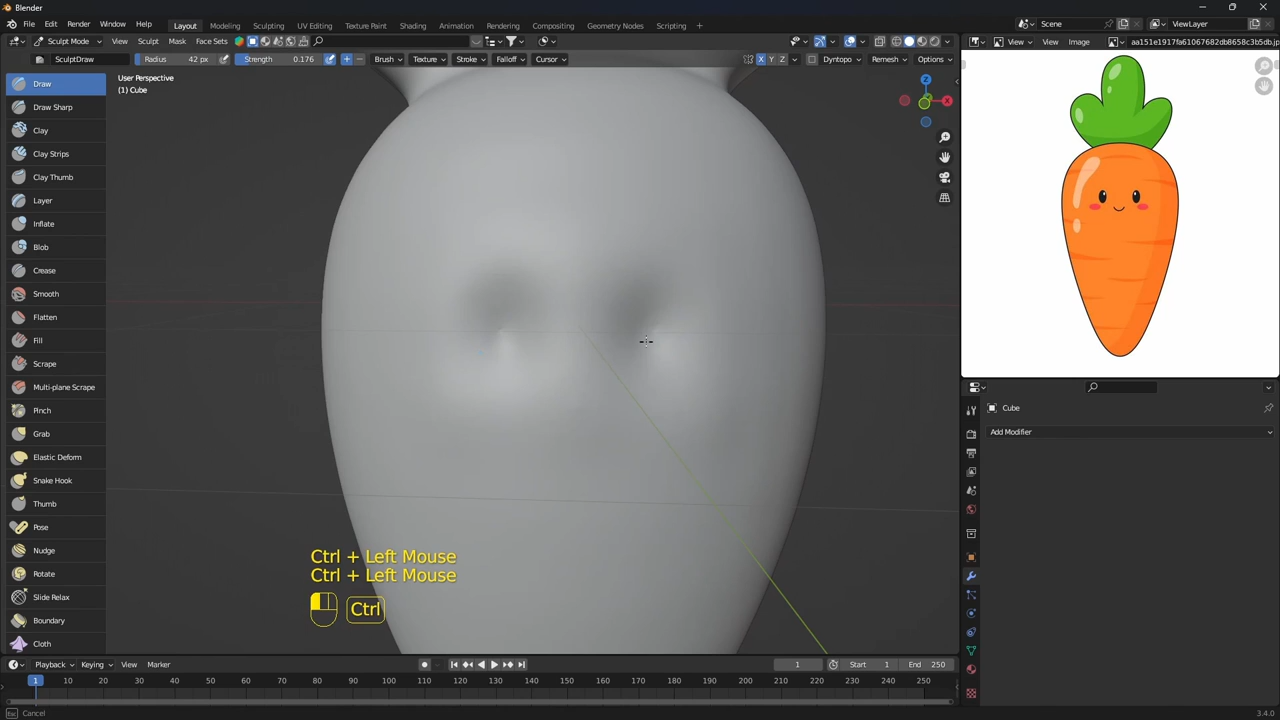 Blender
File Edit Render Window Help Layout Modeling Sculpting UV Editing Texture Paint Shading Animation Rendering Compositing Geometry Nodes Scripting + Scene ViewLayer
Sculpt Mode View Sculpt Mask Face Sets View View Image aa151e1917fa61067682db8658c3b5db.jp
SculptDraw Radius 42 px Strength 0.176 Brush Texture Stroke Falloff Cursor X Y Z Dyntopo Remesh Options
User Perspective
(1) Cube
Z
X
Draw
Draw Sharp
Clay
Clay Strips
Clay Thumb
Layer
Inflate
Blob
Crease
Smooth
Flatten
Fill
Scrape
Multi-plane Scrape
Pinch
Grab
Elastic Deform
Snake Hook
Thumb
Pose
Nudge
Rotate
Slide Relax
Boundary
Cloth
Cube
Add Modifier
Ctrl + Left Mouse
Ctrl + Left Mouse
Ctrl
Playback Keying View Marker 1 Start 1 End 250
1 10 20 30 40 50 60 70 80 90 100 110 120 130 140 150 160 170 180 190 200 210 220 230 240 250
Esc Cancel 3.4.0